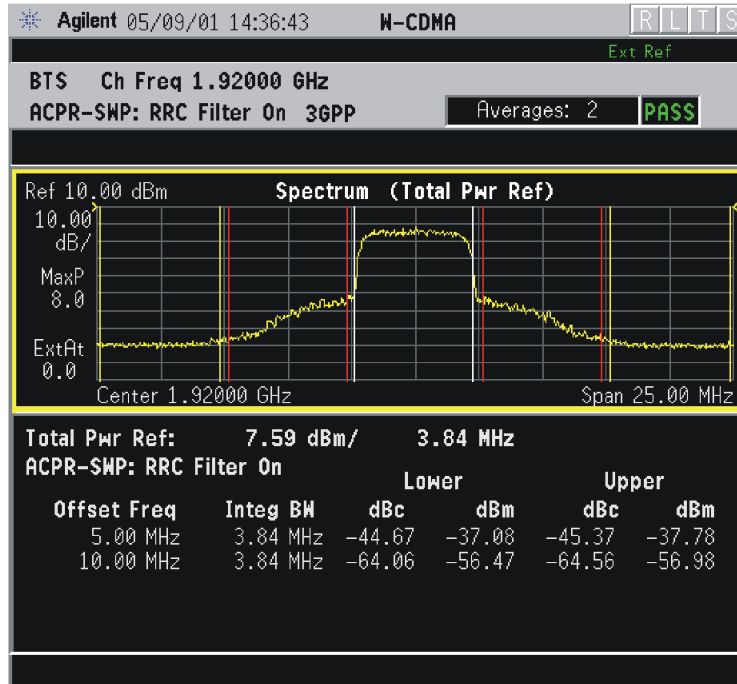 Agilent 05/09/01 14:36:43 W-CDMA R L T S
Ext Ref
BTS Ch Freq 1.92000 GHz
ACPR-SWP: RRC Filter On 3GPP Averages: 2 PASS
Ref 10.00 dBm Spectrum (Total Pwr Ref)
10.00
dB/
MaxP
8.0
ExtAt
0.0
Center 1.92000 GHz Span 25.00 MHz
Total Pwr Ref: 7.59 dBm/ 3.84 MHz
ACPR-SWP: RRC Filter On
Lower Upper
Offset Freq Integ BW dBc dBm dBc dBm
5.00 MHz 3.84 MHz -44.67 -37.08 -45.37 -37.78
10.00 MHz 3.84 MHz -64.06 -56.47 -64.56 -56.98